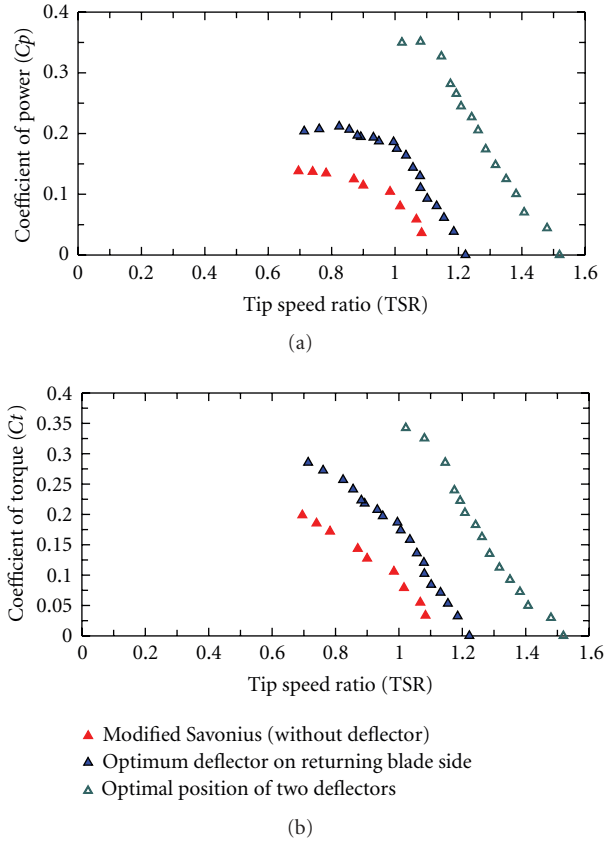 0.4
0.3
0.2
0.1
0
Coefficient of power (Cp)
0 0.2 0.4 0.6 0.8 1 1.2 1.4 1.6
Tip speed ratio (TSR)
(a)
0.4
0.35
0.3
0.25
0.2
0.15
0.1
0.05
0
Coefficient of torque (Ct)
0 0.2 0.4 0.6 0.8 1 1.2 1.4 1.6
Tip speed ratio (TSR)
Modified Savonius (without deflector)
Optimum deflector on returning blade side
Optimal position of two deflectors
(b)